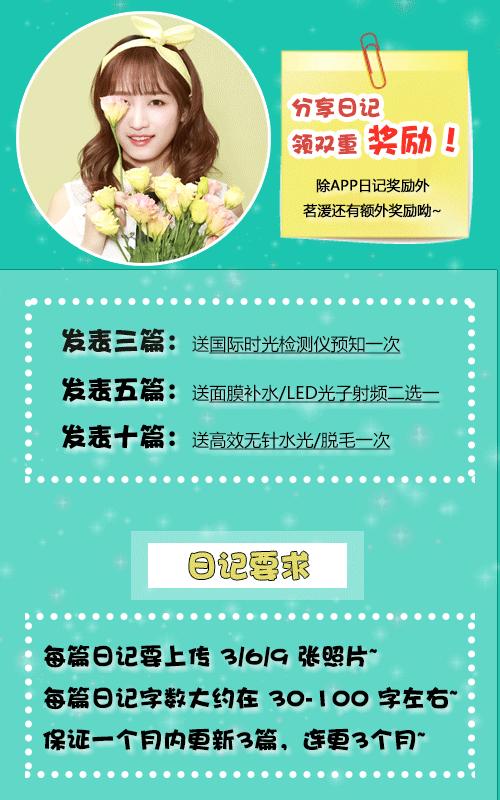 分享日记
领双重 奖励！
除APP日记奖励外
茗湲还有额外奖励呦~
发表三篇：送国际时光检测仪预知一次
发表五篇：送面膜补水/LED光子射频二选一
发表十篇：送高效无针水光/脱毛一次
日记要求
每篇日记要上传 3/6/9 张照片~
每篇日记字数大约在 30-100 字左右~
保证一个月内更新3篇，连更3个月~